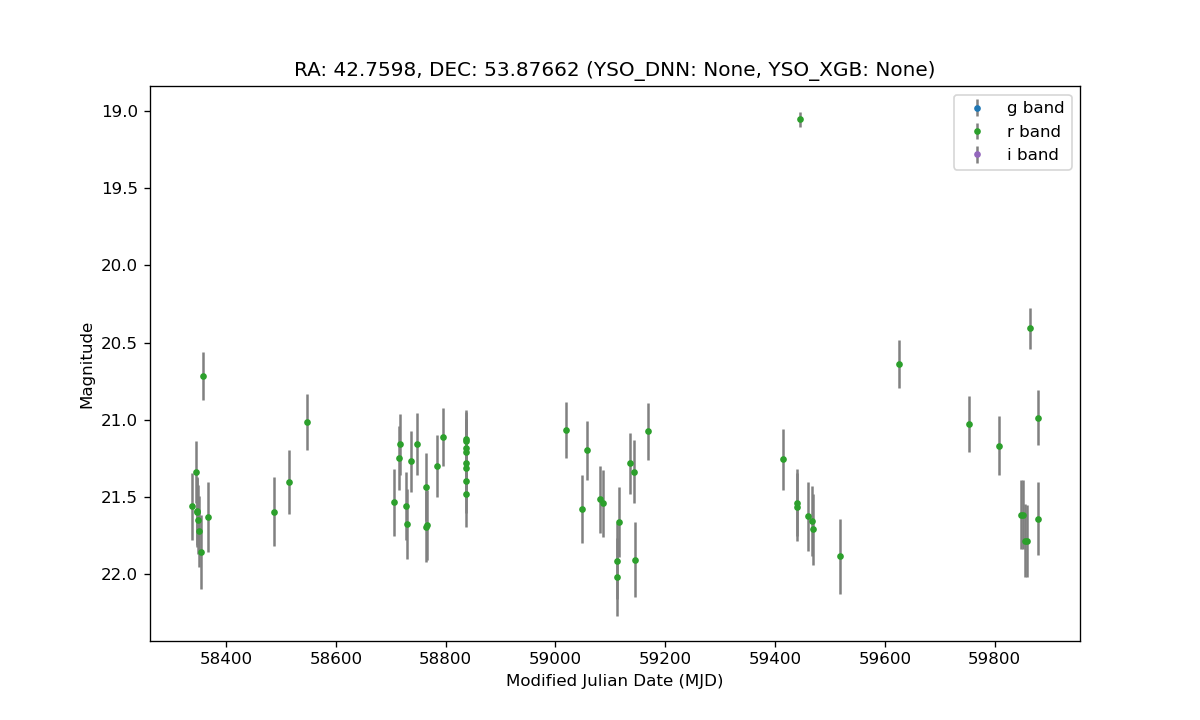 RA: 42.7598, DEC: 53.87662 (YSO_DNN: None, YSO_XGB: None)
g band
r band
i band
19.0
19.5
20.0
20.5
21.0
21.5
22.0
Magnitude
58400
58600
58800
59000
59200
59400
59600
59800
Modified Julian Date (MJD)